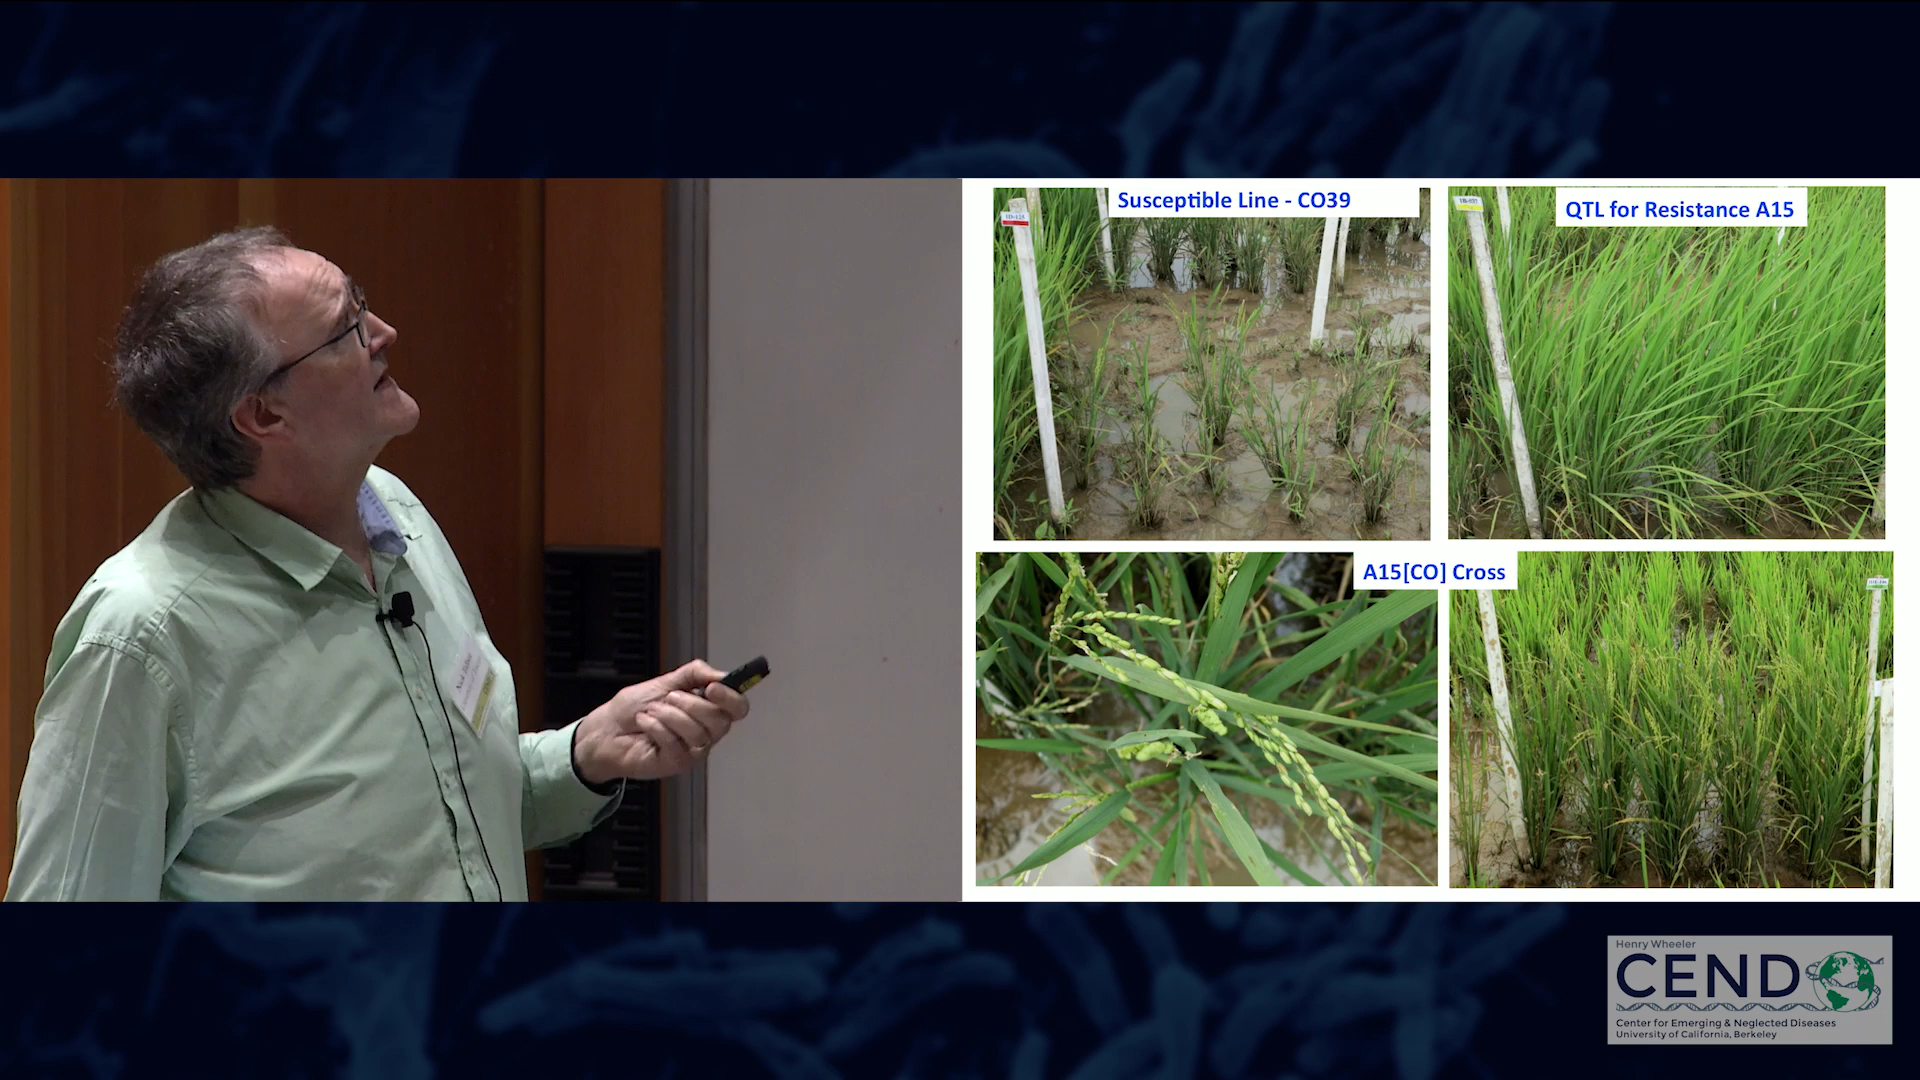 Susceptible Line - CO39
QTL for Resistance A15
A15[CO] Cross
Henry Wheeler
CEND
Center for Emerging & Neglected Diseases
University of California, Berkeley